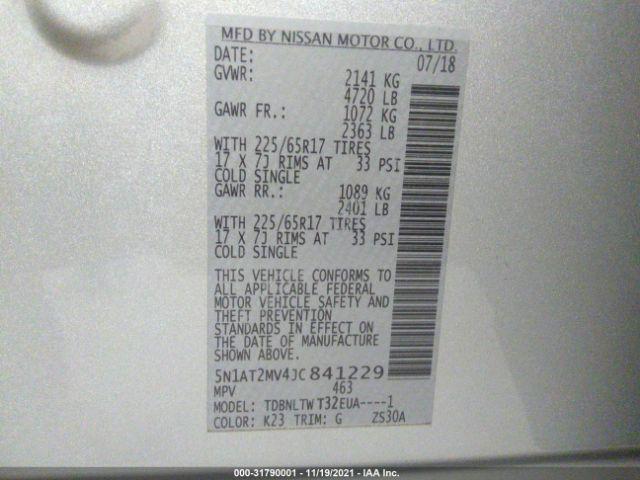 MFD BY NISSAN MOTOR CO., LTD.
DATE: 07/18
GVWR: 2141 KG
4720 LB
GAWR FR.: 1072 KG
2363 LB
WITH 225/65R17 TIRES
17 X 7J RIMS AT 33 PSI
COLD SINGLE
GAWR RR.: 1089 KG
2401 LB
WITH 225/65R17 TIRES
17 X 7J RIMS AT 33 PSI
COLD SINGLE
THIS VEHICLE CONFORMS TO
ALL APPLICABLE FEDERAL
MOTOR VEHICLE SAFETY AND
THEFT PREVENTION
STANDARDS IN EFFECT ON
THE DATE OF MANUFACTURE
SHOWN ABOVE.
5N1AT2MV4JC841229
MPV 463
MODEL: TDBNLTW T32EUA----1
COLOR: K23 TRIM: G ZS30A
000-31790001 - 11/19/2021 - IAA Inc.